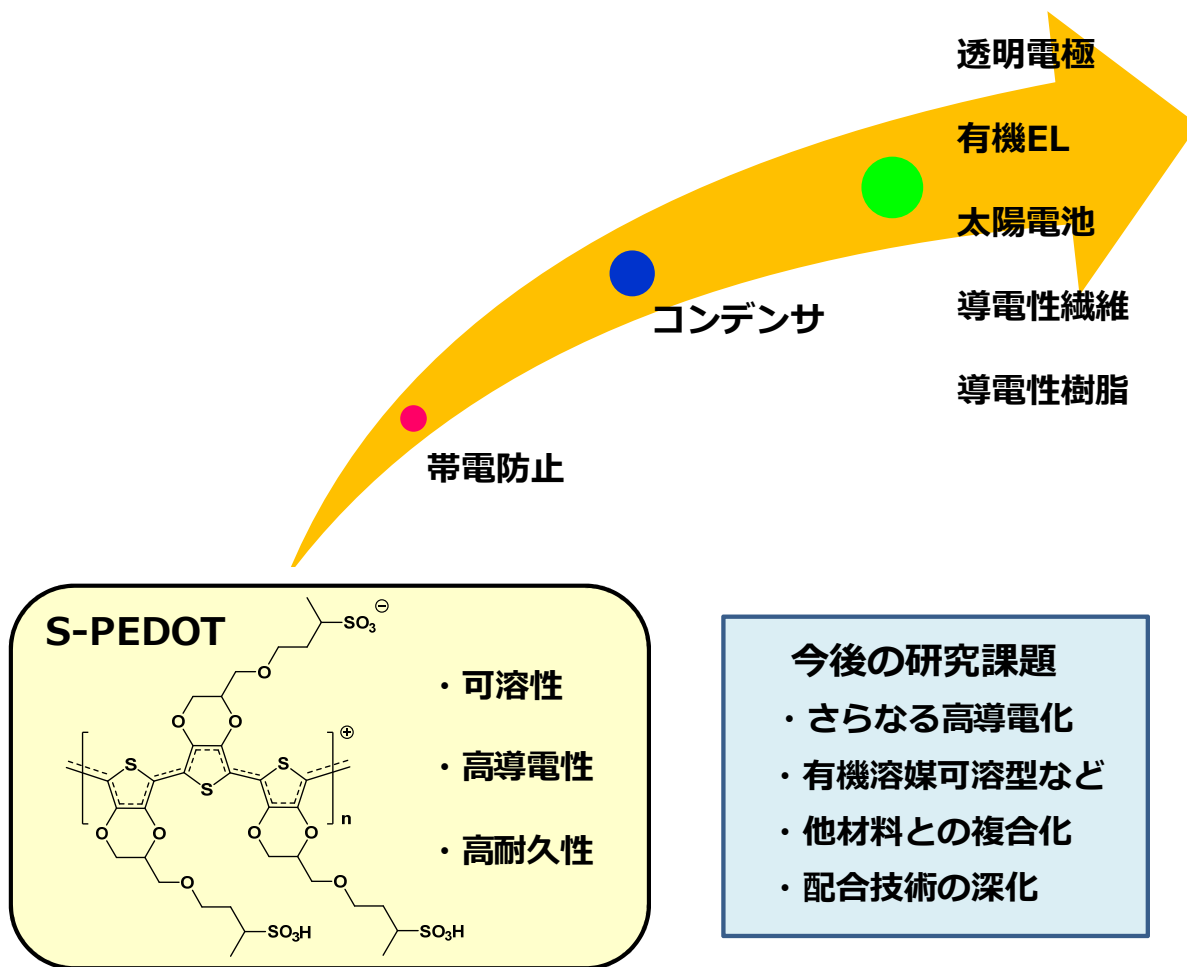 透明電極
有機EL
太陽電池
導電性繊維
導電性樹脂
コンデンサ
帯電防止
S-PEDOT
SO₃⊖
O
O O
S S
S
⊕
n
O O O O
O O
SO₃H SO₃H
・可溶性
・高導電性
・高耐久性
今後の研究課題
・さらなる高導電化
・有機溶媒可溶型など
・他材料との複合化
・配合技術の深化